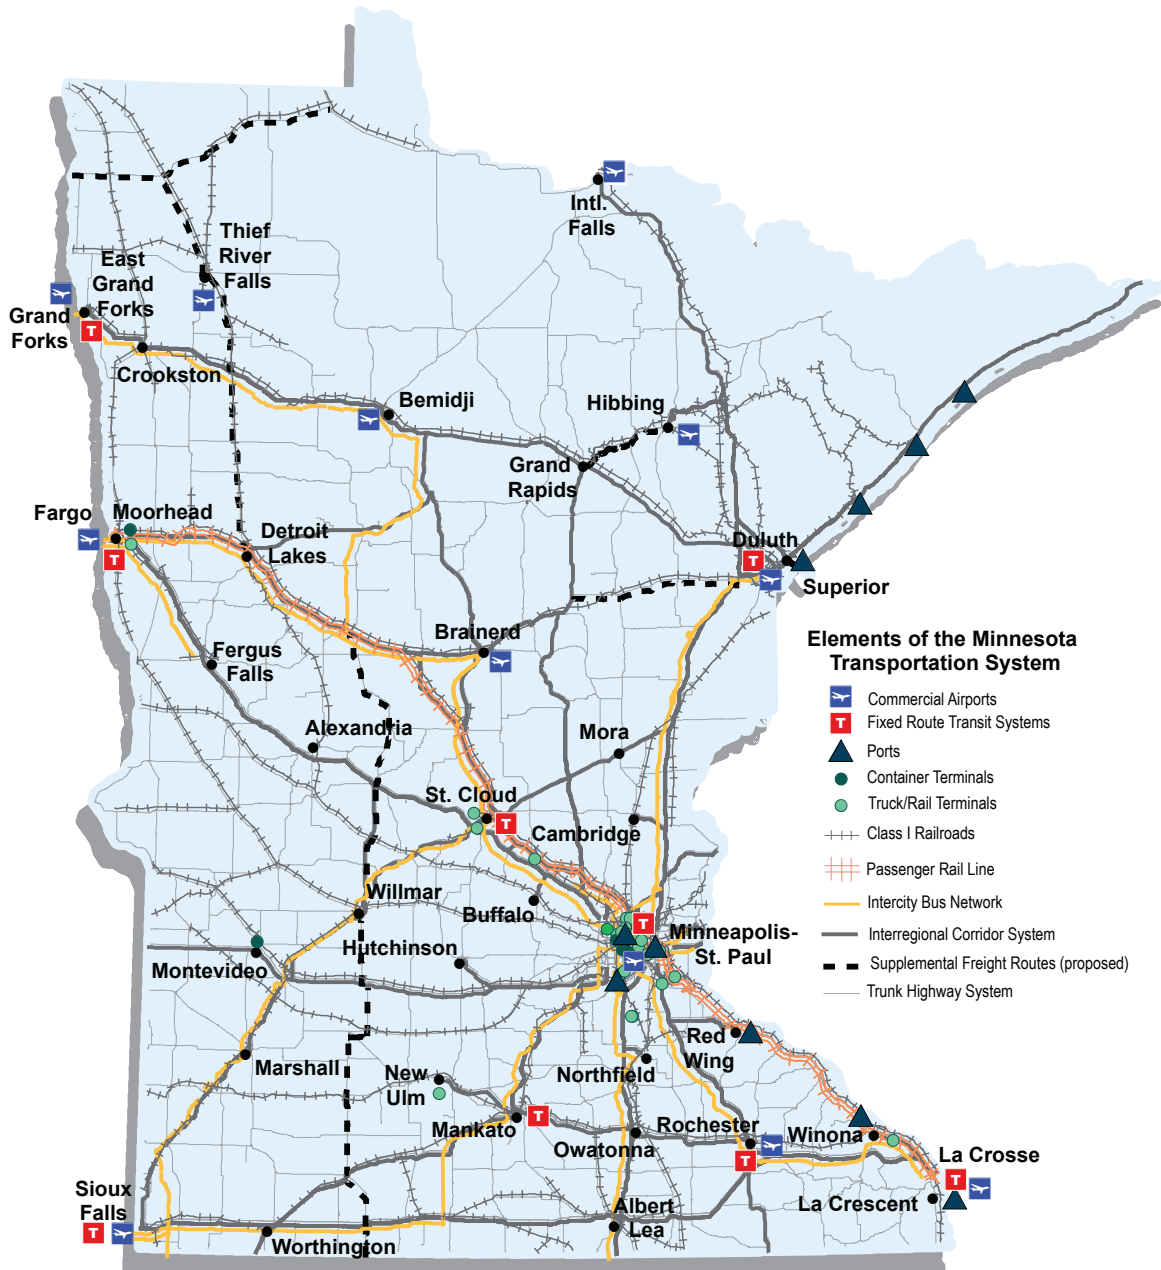 Intl.
Falls
Thief
River
Falls
East
Grand
Forks
Grand
Forks
T
Crookston
Bemidji
Hibbing
Grand
Rapids
Fargo
Moorhead
T
Detroit
Lakes
Duluth
T
Superior
Brainerd
Fergus
Falls
Elements of the Minnesota
Transportation System
Commercial Airports
T
Fixed Route Transit Systems
Ports
Container Terminals
Truck/Rail Terminals
Class I Railroads
Passenger Rail Line
Intercity Bus Network
Interregional Corridor System
Supplemental Freight Routes (proposed)
Trunk Highway System
Alexandria
Mora
St. Cloud
T
Cambridge
Willmar
Buffalo
T
Minneapolis-
St. Paul
Hutchinson
Montevideo
Red
Wing
Marshall
New
Ulm
Northfield
Mankato
T
Owatonna
Rochester
T
Winona
La Crosse
T
La Crescent
Sioux
Falls
T
Albert
Lea
Worthington